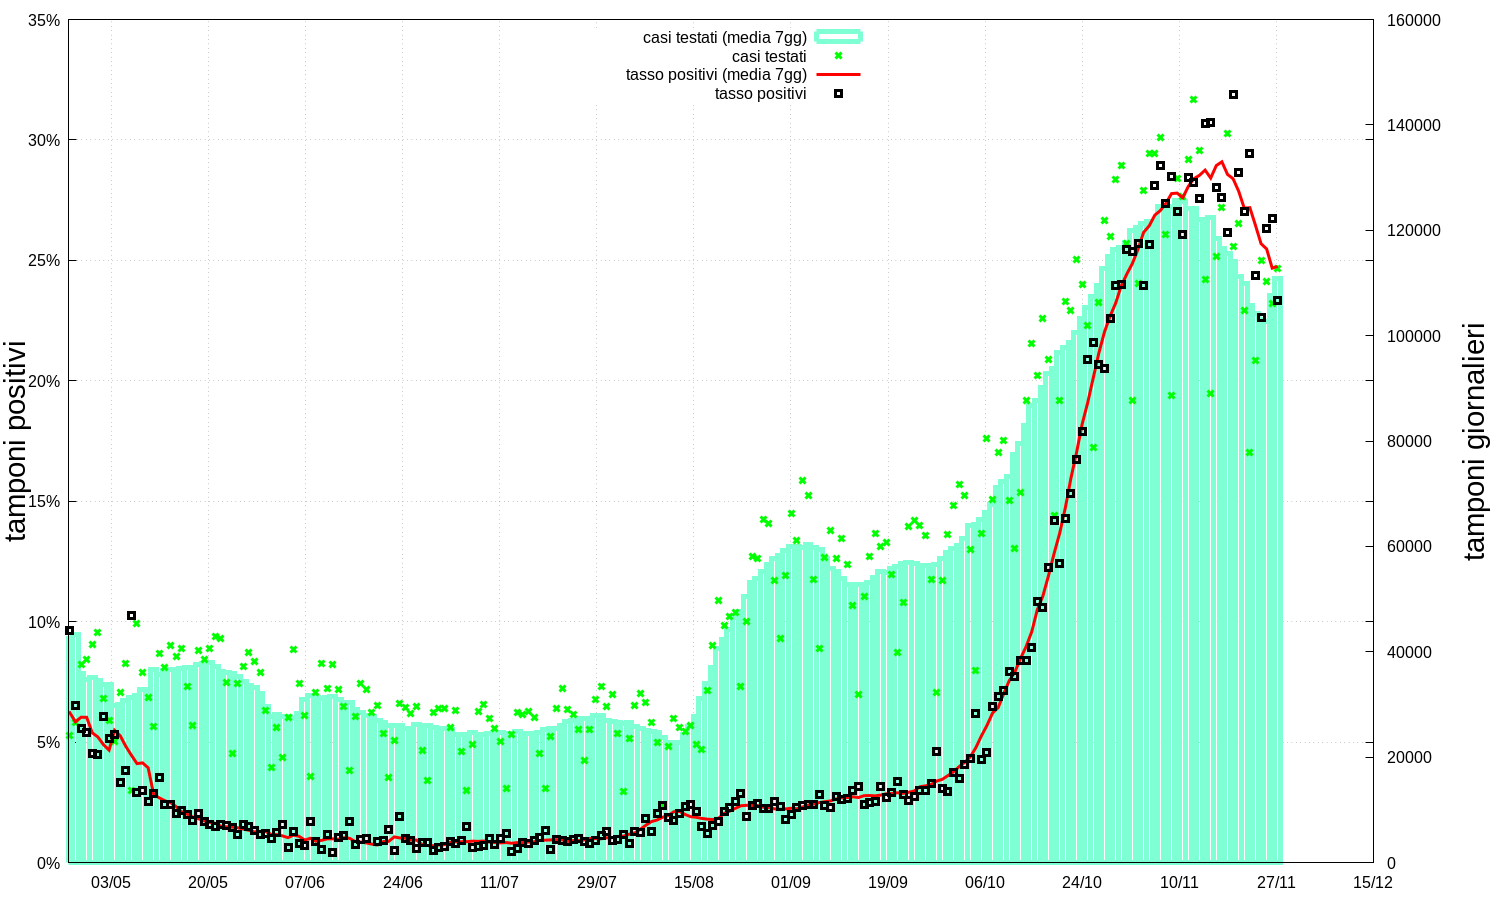 casi testati (media 7gg)
casi testati
tasso positivi (media 7gg)
tasso positivi
tamponi positivi
35%
30%
25%
20%
15%
10%
5%
0%
tamponi giornalieri
160000
140000
120000
100000
80000
60000
40000
20000
0
03/05 20/05 07/06 24/06 11/07 29/07 15/08 01/09 19/09 06/10 24/10 10/11 27/11 15/12